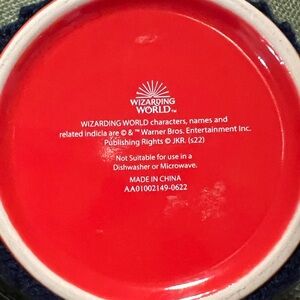 WIZARDING
WORLD™
WIZARDING WORLD characters, names and
related indicia are © & ™ Warner Bros. Entertainment Inc.
Publishing Rights © JKR. (s22)
Not Suitable for use in a
Dishwasher or Microwave.
MADE IN CHINA
AA01002149-0622